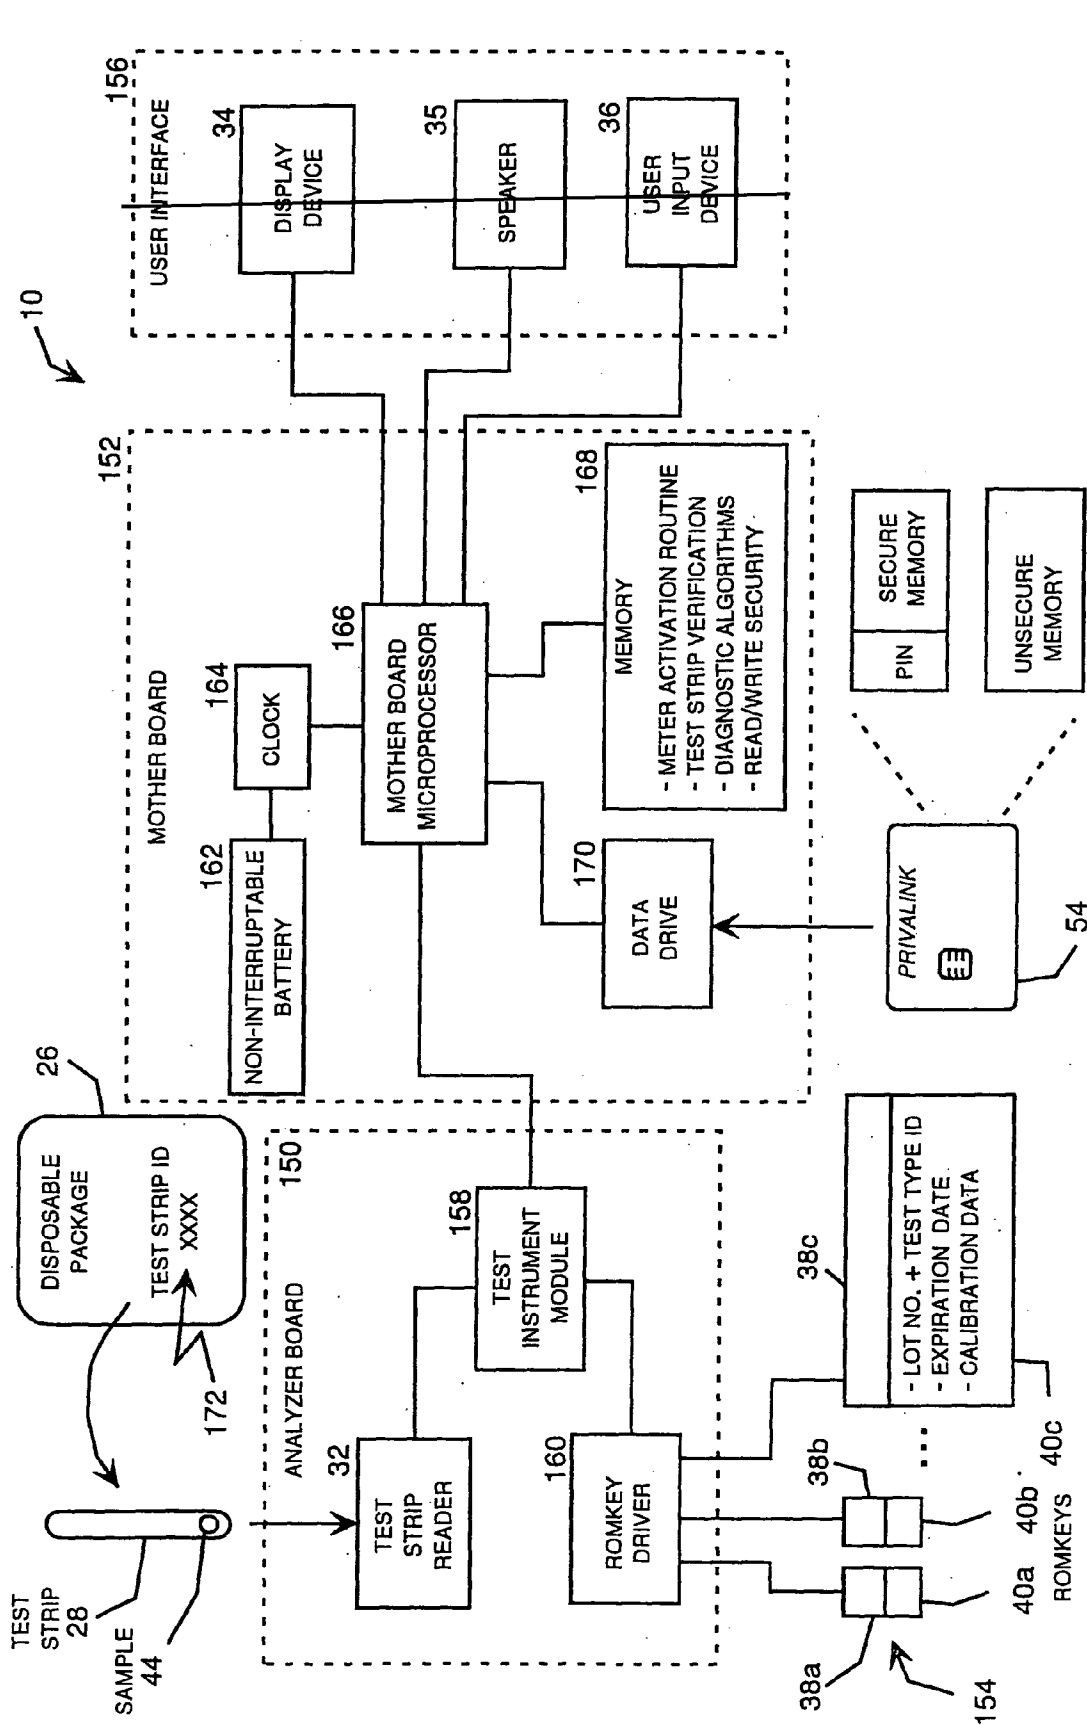 10
TEST
STRIP
28
SAMPLE
44
172
DISPOSABLE
PACKAGE
TEST STRIP ID
XXXX
26
ANALYZER BOARD
150
32
TEST
STRIP
READER
158
TEST
INSTRUMENT
MODULE
160
ROMKEY
DRIVER
38a
38b
38c
154
40a
40b
40c
ROMKEYS
- LOT NO. + TEST TYPE ID
- EXPIRATION DATE
- CALIBRATION DATA
MOTHER BOARD
152
162
NON-INTERRUPTABLE
BATTERY
164
CLOCK
166
MOTHER BOARD
MICROPROCESSOR
170
DATA
DRIVE
168
MEMORY
- METER ACTIVATION ROUTINE
- TEST STRIP VERIFICATION
- DIAGNOSTIC ALGORITHMS
- READ/WRITE SECURITY
PRIVALINK
54
PIN
SECURE
MEMORY
UNSECURE
MEMORY
USER INTERFACE
156
34
DISPLAY
DEVICE
35
SPEAKER
36
USER
INPUT
DEVICE